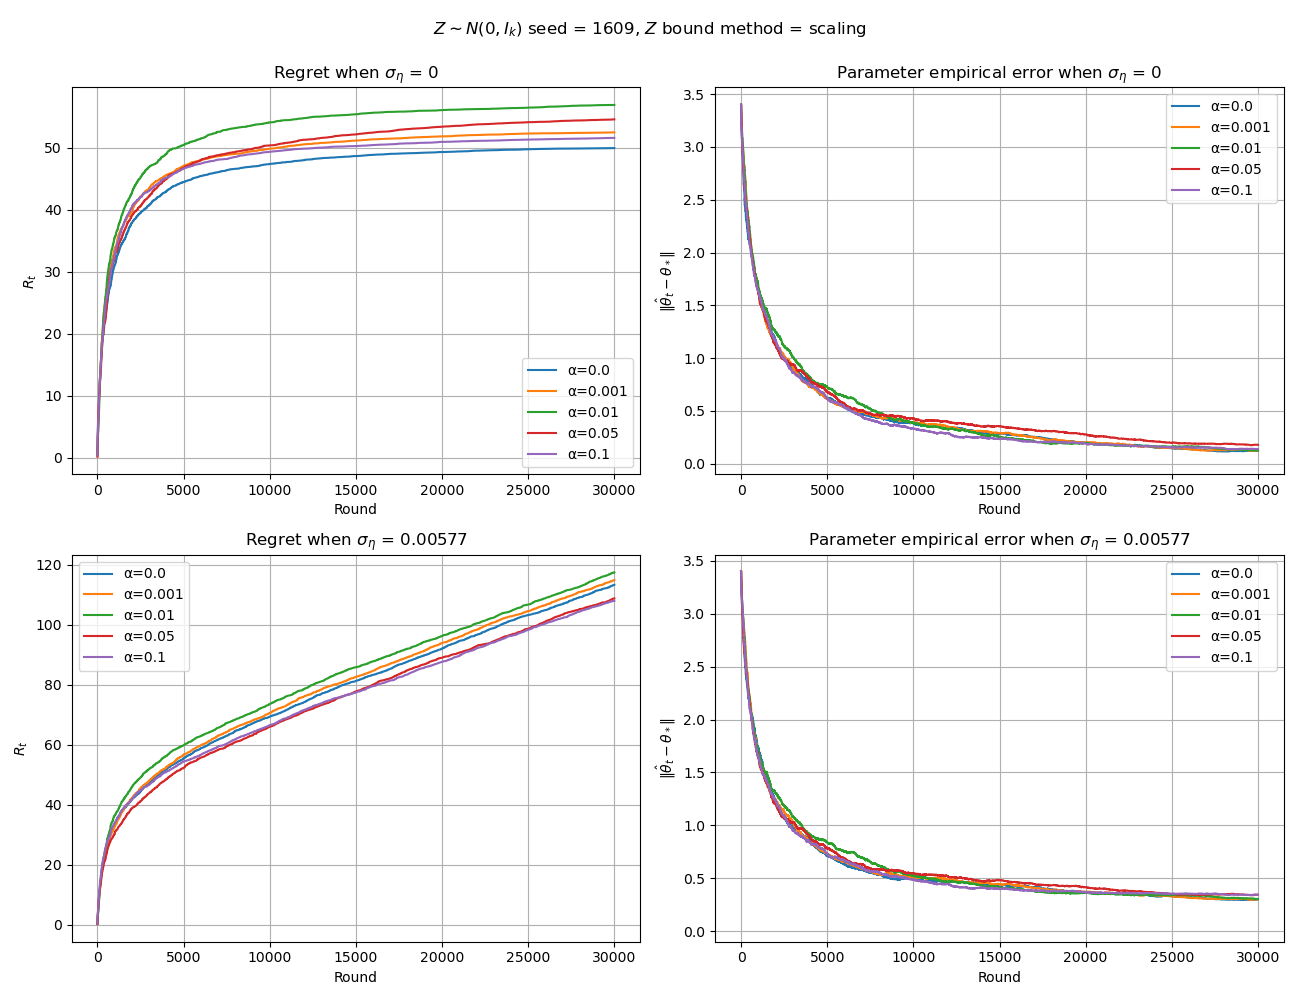 Z ∼ N(0, I_k) seed = 1609, Z bound method = scaling
Regret when σ_η = 0
R_t
50
40
30
20
10
0
0 5000 10000 15000 20000 25000 30000
Round
α=0.0
α=0.001
α=0.01
α=0.05
α=0.1
Parameter empirical error when σ_η = 0
‖θ̂_t − θ_*‖
3.5
3.0
2.5
2.0
1.5
1.0
0.5
0.0
0 5000 10000 15000 20000 25000 30000
Round
α=0.0
α=0.001
α=0.01
α=0.05
α=0.1
Regret when σ_η = 0.00577
R_t
120
100
80
60
40
20
0
0 5000 10000 15000 20000 25000 30000
Round
α=0.0
α=0.001
α=0.01
α=0.05
α=0.1
Parameter empirical error when σ_η = 0.00577
‖θ̂_t − θ_*‖
3.5
3.0
2.5
2.0
1.5
1.0
0.5
0.0
0 5000 10000 15000 20000 25000 30000
Round
α=0.0
α=0.001
α=0.01
α=0.05
α=0.1